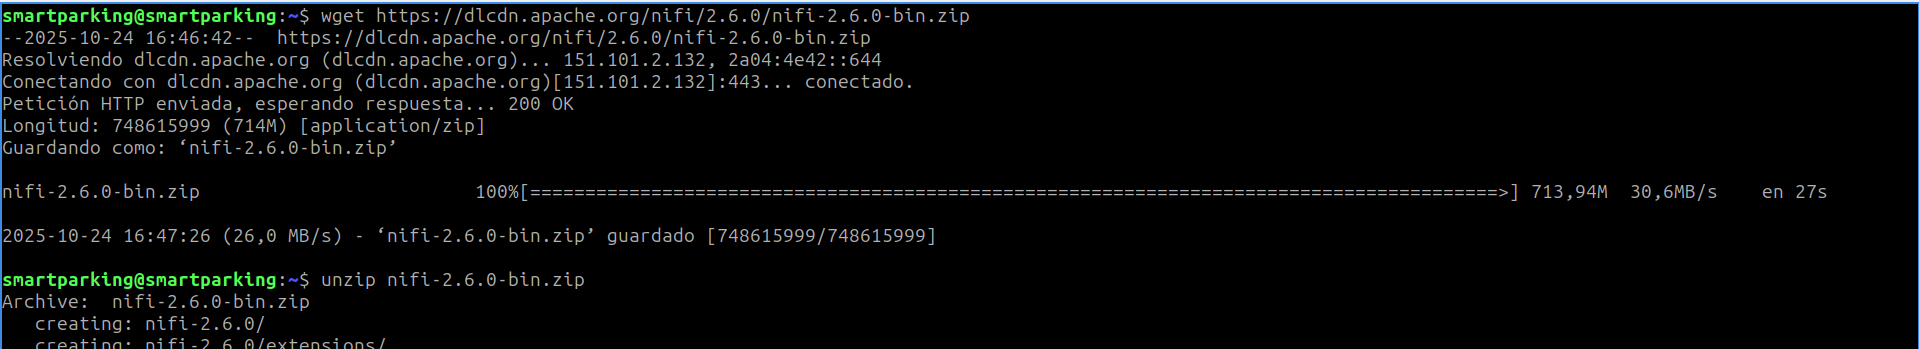 smartparking@smartparking:~$ wget https://dlcdn.apache.org/nifi/2.6.0/nifi-2.6.0-bin.zip
--2025-10-24 16:46:42--  https://dlcdn.apache.org/nifi/2.6.0/nifi-2.6.0-bin.zip
Resolviendo dlcdn.apache.org (dlcdn.apache.org)... 151.101.2.132, 2a04:4e42::644
Conectando con dlcdn.apache.org (dlcdn.apache.org)[151.101.2.132]:443... conectado.
Petición HTTP enviada, esperando respuesta... 200 OK
Longitud: 748615999 (714M) [application/zip]
Guardando como: ‘nifi-2.6.0-bin.zip’
nifi-2.6.0-bin.zip 100%[========================================================================================>] 713,94M 30,6MB/s en 27s
2025-10-24 16:47:26 (26,0 MB/s) - ‘nifi-2.6.0-bin.zip’ guardado [748615999/748615999]
smartparking@smartparking:~$ unzip nifi-2.6.0-bin.zip
Archive:  nifi-2.6.0-bin.zip
   creating: nifi-2.6.0/
   creating: nifi-2.6.0/extensions/